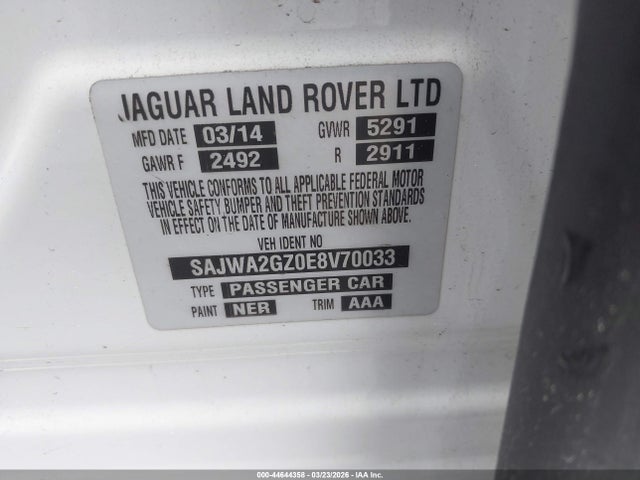 JAGUAR LAND ROVER LTD
MFD DATE 03/14 GVWR 5291
GAWR F 2492 R 2911
THIS VEHICLE CONFORMS TO ALL APPLICABLE FEDERAL MOTOR
VEHICLE SAFETY BUMPER AND THEFT PREVENTION STANDARDS
IN EFFECT ON THE DATE OF MANUFACTURE SHOWN ABOVE.
VEH IDENT NO
SAJWA2GZ0E8V70033
TYPE PASSENGER CAR
PAINT NER TRIM AAA
000-44644358 - 03/23/2026 - IAA Inc.